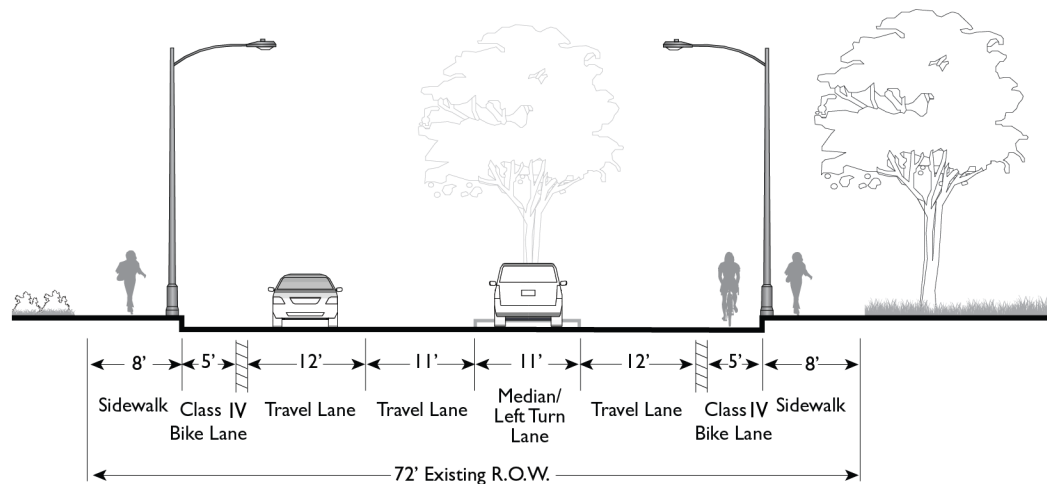 8’ 5’ 12’ 11’ 11’ 12’ 5’ 8’
Sidewalk
Class IV
Bike Lane
Travel Lane
Travel Lane
Median/
Left Turn
Lane
Travel Lane
Class IV
Bike Lane
Sidewalk
72’ Existing R.O.W.